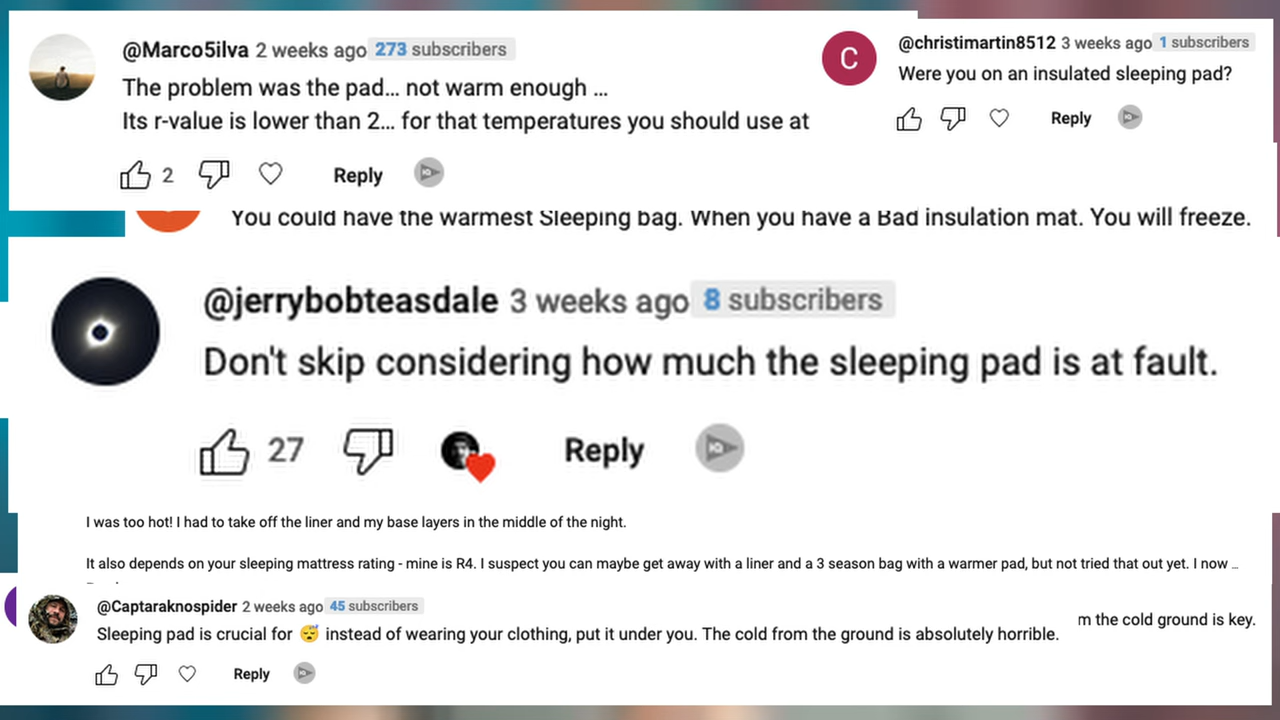 @Marco5ilva 2 weeks ago 273 subscribers
The problem was the pad... not warm enough ...
Its r-value is lower than 2... for that temperatures you should use at
2 Reply
@christimartin8512 3 weeks ago 1 subscribers
C
Were you on an insulated sleeping pad?
Reply
You could have the warmest Sleeping bag. When you have a Bad insulation mat. You will freeze.
@jerrybobteasdale 3 weeks ago 8 subscribers
Don't skip considering how much the sleeping pad is at fault.
27 Reply
I was too hot! I had to take off the liner and my base layers in the middle of the night.
It also depends on your sleeping mattress rating - mine is R4. I suspect you can maybe get away with a liner and a 3 season bag with a warmer pad, but not tried that out yet. I now ...
@Captaraknospider 2 weeks ago 45 subscribers
Sleeping pad is crucial for 😴 instead of wearing your clothing, put it under you. The cold from the ground is absolutely horrible.
m the cold ground is key.
Reply